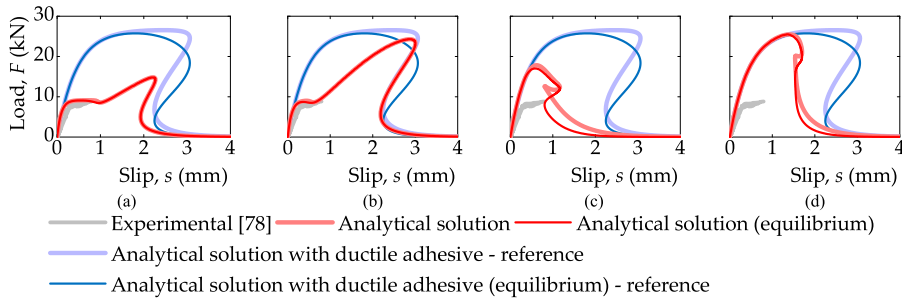 Load, F (kN)
30
20
10
0
0 1 2 3 4
0 1 2 3 4
0 1 2 3 4
0 1 2 3 4
Slip, s (mm)
Slip, s (mm)
Slip, s (mm)
Slip, s (mm)
(a)
(b)
(c)
(d)
Experimental [78]
Analytical solution
Analytical solution (equilibrium)
Analytical solution with ductile adhesive - reference
Analytical solution with ductile adhesive (equilibrium) - reference